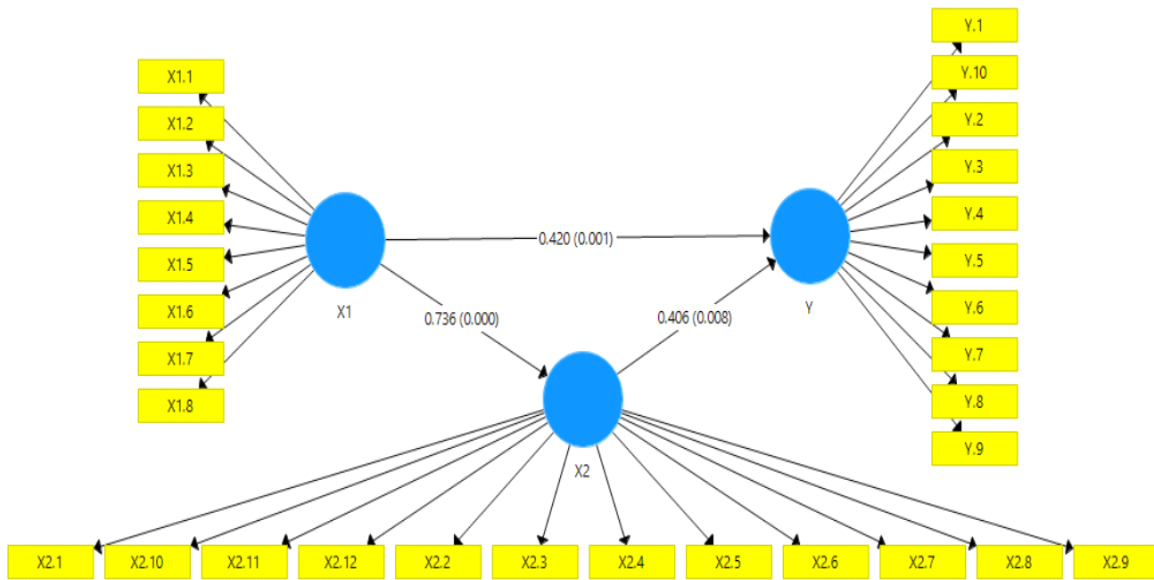 X1.1
X1.2
X1.3
X1.4
X1.5
X1.6
X1.7
X1.8
X1
0.420 (0.001)
0.736 (0.000)
0.406 (0.008)
Y
Y.1
Y.10
Y.2
Y.3
Y.4
Y.5
Y.6
Y.7
Y.8
Y.9
X2
X2.1 X2.10 X2.11 X2.12 X2.2 X2.3 X2.4 X2.5 X2.6 X2.7 X2.8 X2.9